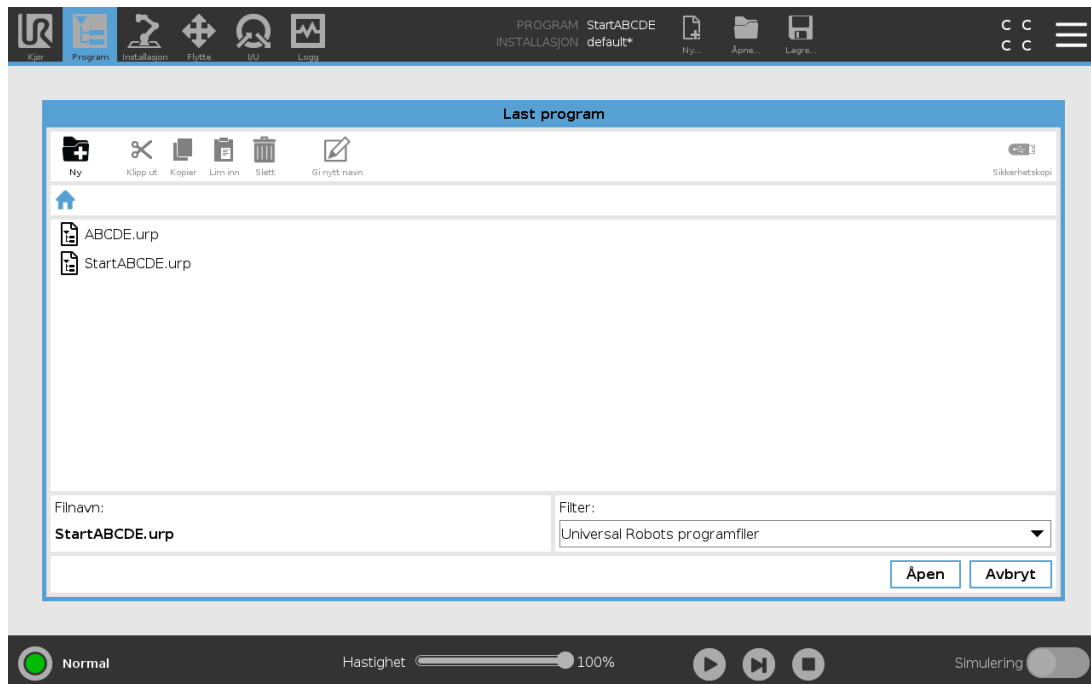 PROGRAM StartABCDE
INSTALLASJON default*
Kjør Program Installasjon Flytte I/U Logg Ny... Åpne... Lagre...
C C
C C
Last program
Ny Klipp ut Kopier Lim inn Slett Gi nytt navn Sikkerhetskopi
ABCDE.urp
StartABCDE.urp
Filnavn: Filter:
StartABCDE.urp Universal Robots programfiler
Åpen Avbryt
Normal Hastighet 100% Simulering